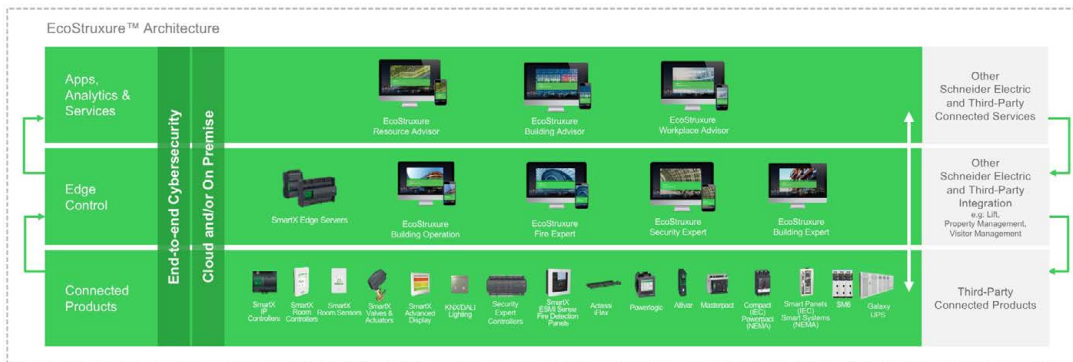 EcoStruxure™ Architecture
Apps,
Analytics &
Services
End-to-end Cybersecurity
Cloud and/or On Premise
EcoStruxure
Resource Advisor
EcoStruxure
Building Advisor
EcoStruxure
Workplace Advisor
Other
Schneider Electric
and Third-Party
Connected Services
Edge
Control
SmartX Edge Servers
EcoStruxure
Building Operation
EcoStruxure
Fire Expert
EcoStruxure
Security Expert
EcoStruxure
Building Expert
Other
Schneider Electric
and Third-Party
Integration
e.g: Lift,
Property Management,
Visitor Management
Connected
Products
SmartX
IP
Controllers
SmartX
Room
Controllers
SmartX
Room Sensors
SmartX
Valves &
Actuators
SmartX
Advanced
Display
KNX/DALI
Lighting
Security
Expert
Controllers
SmartX
ESMI Sense
Fire Detection
Panels
Actassi
iFlex
Powerlogic
Altivar
Masterpact
Compact
(IEC)
Powerpact
(NEMA)
Smart Panels
(IEC)
Smart Systems
(NEMA)
SM6
Galaxy
UPS
Third-Party
Connected Products